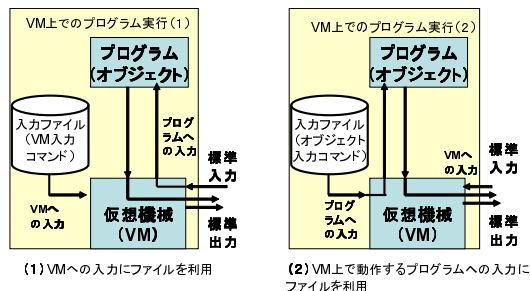 VM上でのプログラム実行(1)
プログラム
(オブジェクト)
入力ファイル
(VM入力
コマンド)
プログ
ラムへ
の入力
標準
入力
VMへ
の入力
仮想機械
(VM)
標準
出力
(1)VMへの入力にファイルを利用
VM上でのプログラム実行(2)
プログラム
(オブジェクト)
入力ファイル
(オブジェクト
入力コマンド)
VMへ
の入力
標準
入力
プログ
ラムへ
の入力
仮想機械
(VM)
標準
出力
(2)VM上で動作するプログラムへの入力に
ファイルを利用